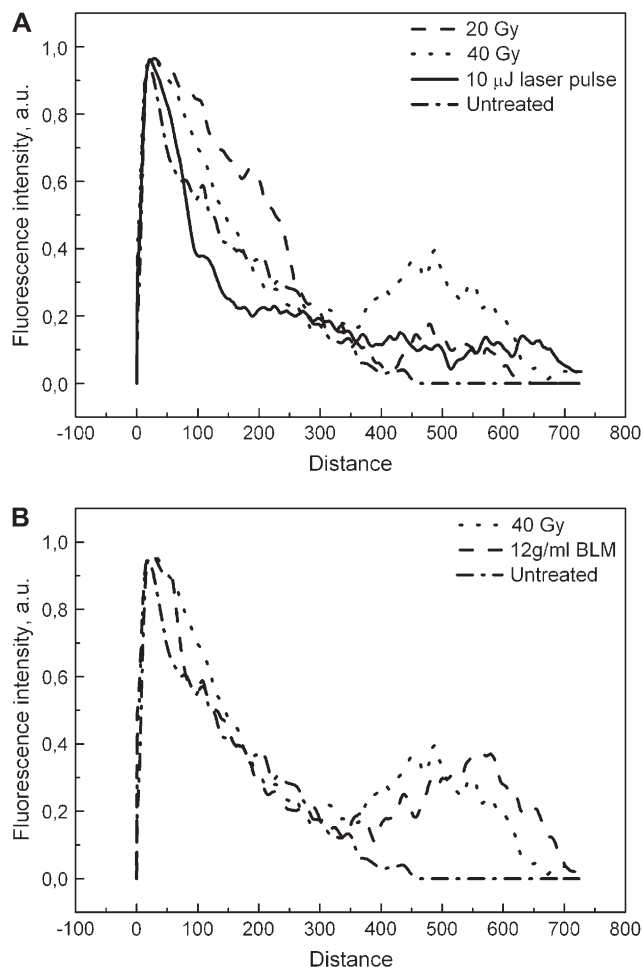 A
20 Gy
40 Gy
10 μJ laser pulse
Untreated
Fluorescence intensity, a.u.
1,0
0,8
0,6
0,4
0,2
0,0
-100 0 100 200 300 400 500 600 700 800
Distance
B
40 Gy
12g/ml BLM
Untreated
Fluorescence intensity, a.u.
1,0
0,8
0,6
0,4
0,2
0,0
-100 0 100 200 300 400 500 600 700 800
Distance